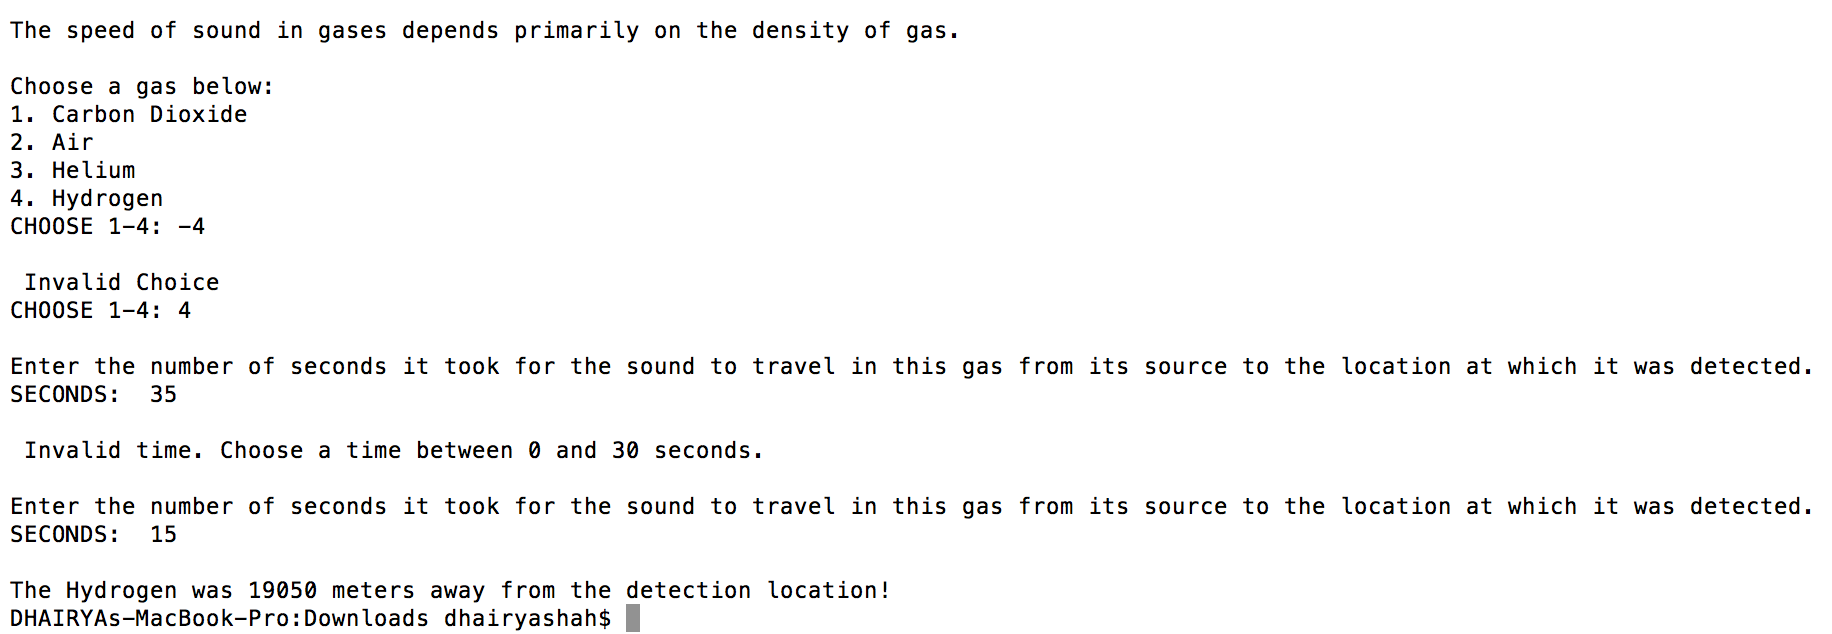 The speed of sound in gases depends primarily on the density of gas.
Choose a gas below:
1. Carbon Dioxide
2. Air
3. Helium
4. Hydrogen
CHOOSE 1-4: -4
Invalid Choice
CHOOSE 1-4: 4
Enter the number of seconds it took for the sound to travel in this gas from its source to the location at which it was detected.
SECONDS:  35
Invalid time. Choose a time between 0 and 30 seconds.
Enter the number of seconds it took for the sound to travel in this gas from its source to the location at which it was detected.
SECONDS:  15
The Hydrogen was 19050 meters away from the detection location!
DHAIRYAs-MacBook-Pro:Downloads dhairyashah$